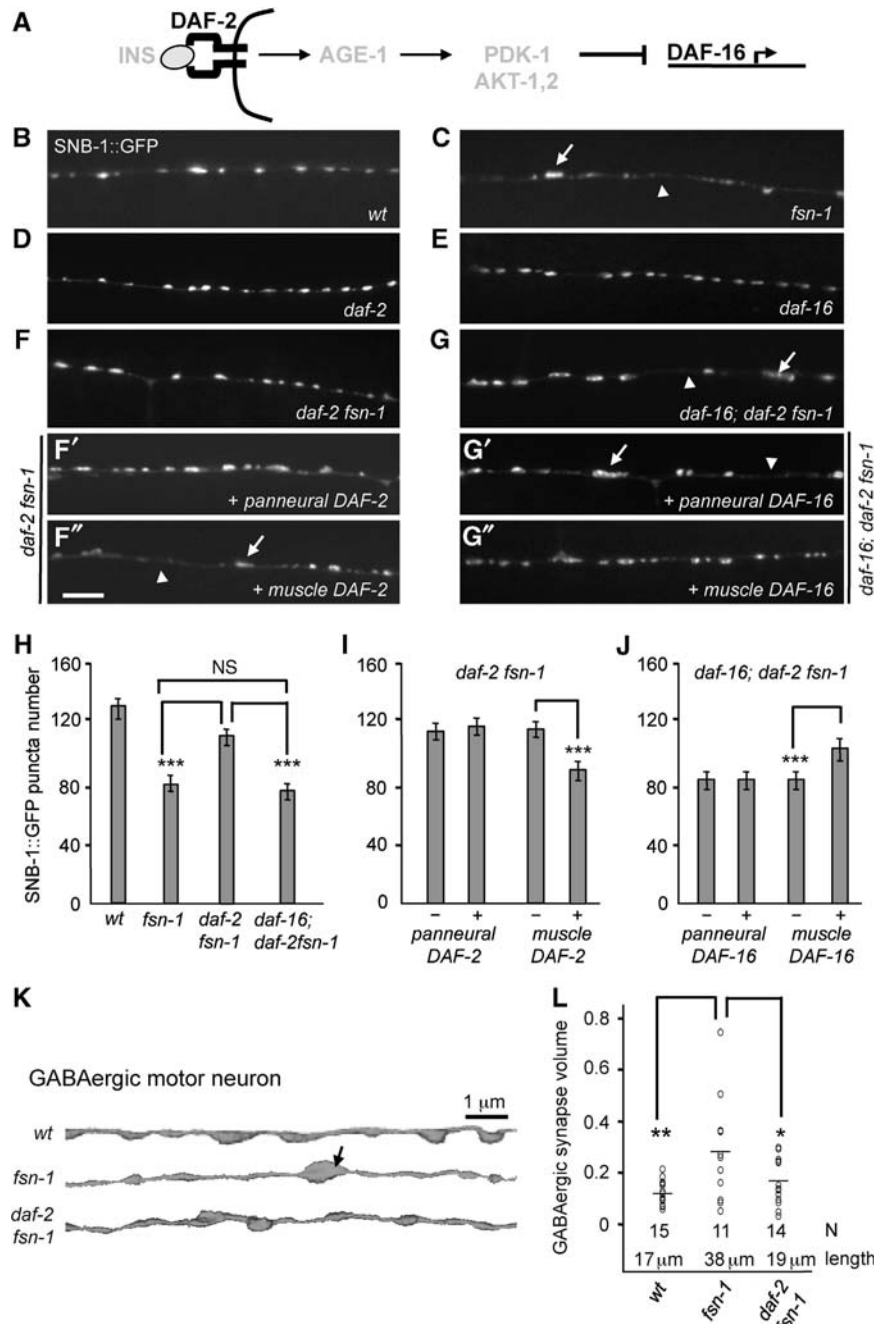 A
DAF-2
INS
AGE-1
PDK-1
AKT-1,2
DAF-16
B
SNB-1::GFP
wt
C
fsn-1
D
daf-2
E
daf-16
F
daf-2 fsn-1
G
daf-16; daf-2 fsn-1
F′
+ panneural DAF-2
G′
+ panneural DAF-16
F″
+ muscle DAF-2
G″
+ muscle DAF-16
daf-2 fsn-1
daf-16; daf-2 fsn-1
H
SNB-1::GFP puncta number
160
120
80
40
0
NS
***
***
wt
fsn-1
daf-2
fsn-1
daf-16;
daf-2fsn-1
I
daf-2 fsn-1
160
120
80
40
0
***
– + – +
panneural
DAF-2
muscle
DAF-2
J
daf-16; daf-2 fsn-1
160
120
80
40
0
***
– + – +
panneural
DAF-16
muscle
DAF-16
K
GABAergic motor neuron
1 μm
wt
fsn-1
daf-2
fsn-1
L
GABAergic synapse volume
0.8
0.6
0.4
0.2
0
**
*
15 11 14 N
17 μm 38 μm 19 μm length
wt
fsn-1
daf-2